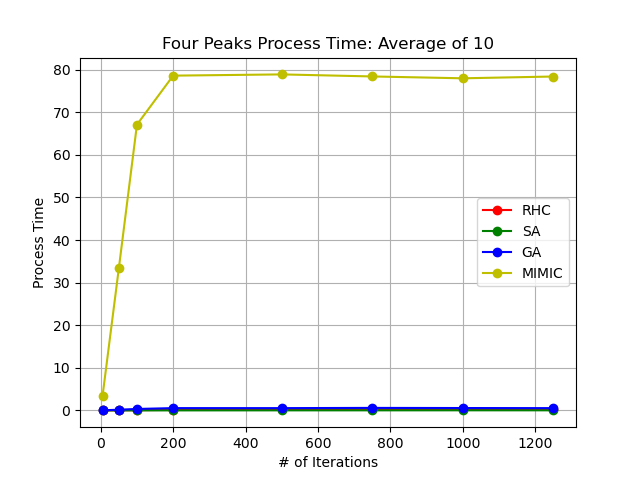 Four Peaks Process Time: Average of 10
Process Time
80
70
60
50
40
30
20
10
0
RHC
SA
GA
MIMIC
0 200 400 600 800 1000 1200
# of Iterations